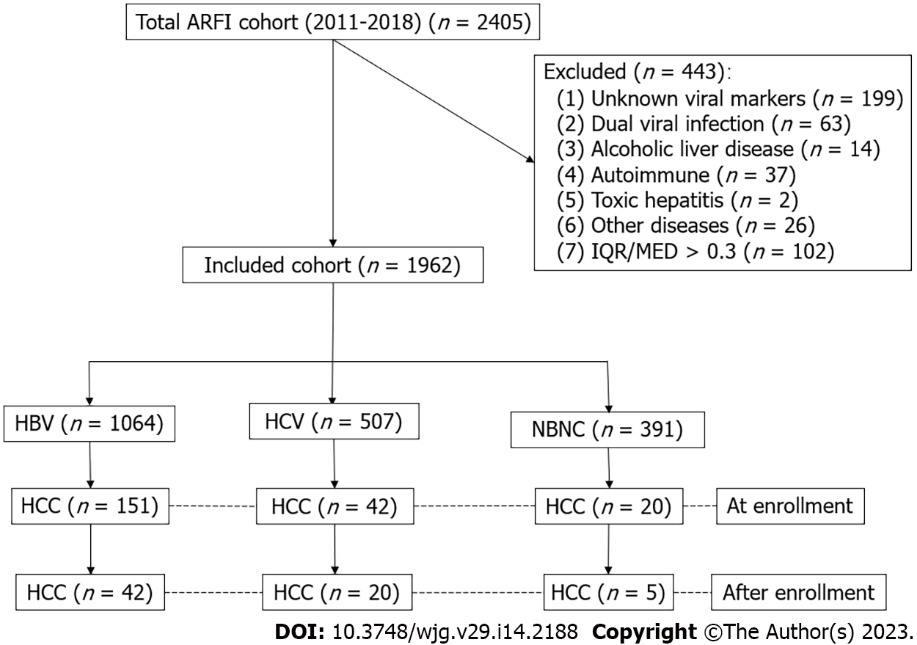 Total ARFI cohort (2011-2018) (n = 2405)
Excluded (n = 443):
(1) Unknown viral markers (n = 199)
(2) Dual viral infection (n = 63)
(3) Alcoholic liver disease (n = 14)
(4) Autoimmune (n = 37)
(5) Toxic hepatitis (n = 2)
(6) Other diseases (n = 26)
(7) IQR/MED > 0.3 (n = 102)
Included cohort (n = 1962)
HBV (n = 1064)
HCV (n = 507)
NBNC (n = 391)
HCC (n = 151)
HCC (n = 42)
HCC (n = 20)
At enrollment
HCC (n = 42)
HCC (n = 20)
HCC (n = 5)
After enrollment
DOI: 10.3748/wjg.v29.i14.2188 Copyright ©The Author(s) 2023.